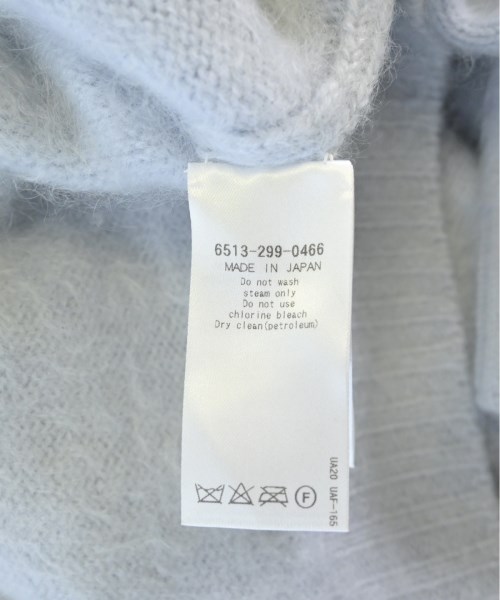 6513-299-0466
MADE IN JAPAN
Do not wash
steam only
Do not use
chlorine bleach
Dry clean(petroleum)
F
UA20 UAF-165